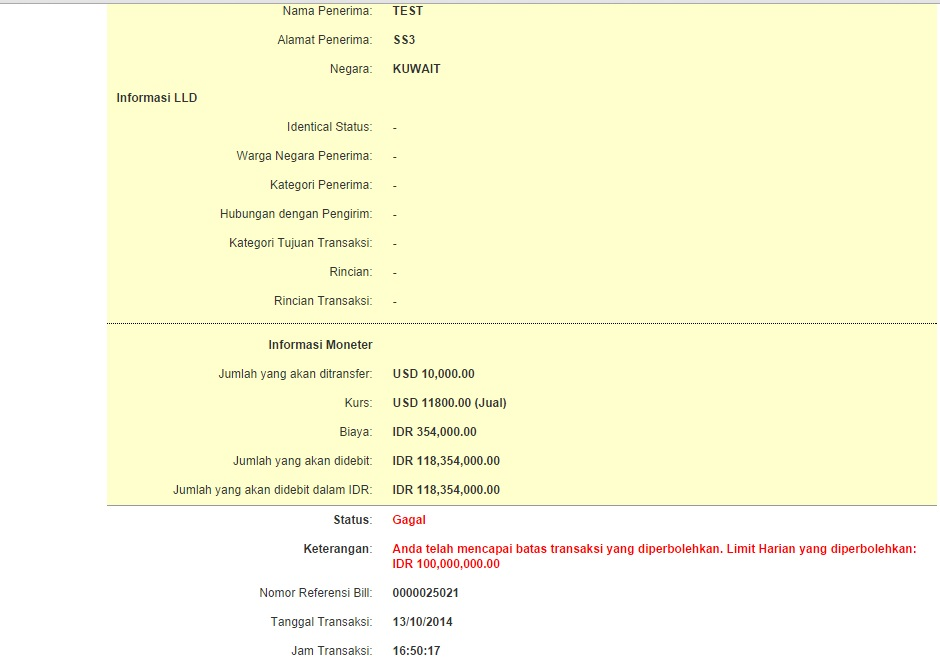 Nama Penerima: TEST
Alamat Penerima: SS3
Negara: KUWAIT
Informasi LLD
Identical Status: -
Warga Negara Penerima: -
Kategori Penerima: -
Hubungan dengan Pengirim: -
Kategori Tujuan Transaksi: -
Rincian: -
Rincian Transaksi: -
Informasi Moneter
Jumlah yang akan ditransfer: USD 10,000.00
Kurs: USD 11800.00 (Jual)
Biaya: IDR 354,000.00
Jumlah yang akan didebit: IDR 118,354,000.00
Jumlah yang akan didebit dalam IDR: IDR 118,354,000.00
Status: Gagal
Keterangan: Anda telah mencapai batas transaksi yang diperbolehkan. Limit Harian yang diperbolehkan:
IDR 100,000,000.00
Nomor Referensi Bill: 0000025021
Tanggal Transaksi: 13/10/2014
Jam Transaksi: 16:50:17